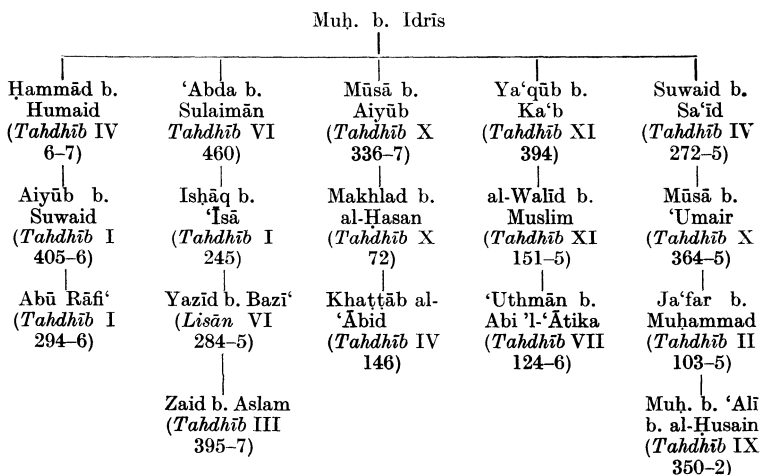 Muḥ. b. Idrīs
Ḥammād b.
Humaid
(Tahdhīb IV
6–7)
‘Abda b.
Sulaimān
Tahdhīb VI
460)
Mūsā b.
Aiyūb
(Tahdhīb X
336–7)
Ya‘qūb b.
Ka‘b
(Tahdhīb XI
394)
Suwaid b.
Sa‘īd
(Tahdhīb IV
272–5)
Aiyūb b.
Suwaid
(Tahdhīb I
405–6)
Isḥāq b.
‘Īsā
(Tahdhīb I
245)
Makhlad b.
al-Ḥasan
(Tahdhīb X
72)
al-Walīd b.
Muslim
(Tahdhīb XI
151–5)
Mūsā b.
‘Umair
(Tahdhīb X
364–5)
Abū Rāfi‘
(Tahdhīb I
294–6)
Yazīd b. Bazī‘
(Lisān VI
284–5)
Khaṭṭāb al-
‘Ābid
(Tahdhīb IV
146)
‘Uthmān b.
Abi ’l-‘Ātika
(Tahdhīb VII
124–6)
Ja‘far b.
Muḥammad
(Tahdhīb II
103–5)
Zaid b. Aslam
(Tahdhīb III
395–7)
Muḥ. b. ‘Alī
b. al-Ḥusain
(Tahdhīb IX
350–2)